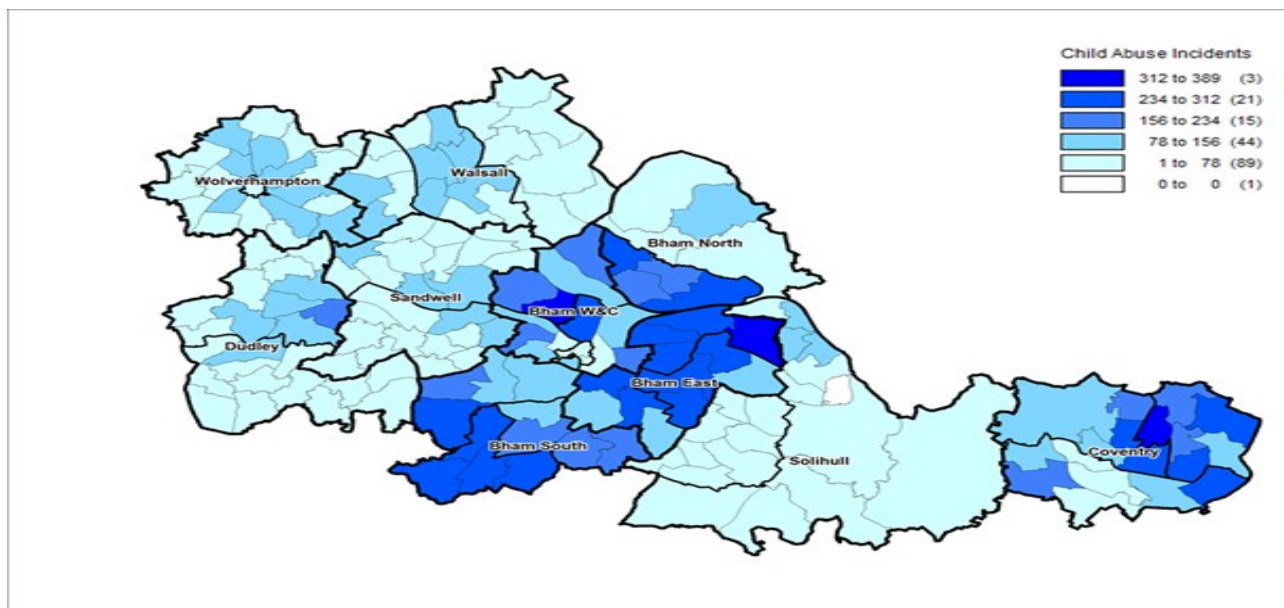 Child Abuse Incidents
312 to 389 (3)
234 to 312 (21)
156 to 234 (15)
78 to 156 (44)
1 to 78 (89)
0 to 0 (1)
Wolverhampton
Walsall
Bham North
Sandwell
Bham W&C
Dudley
Bham East
Bham South
Solihull
Coventry